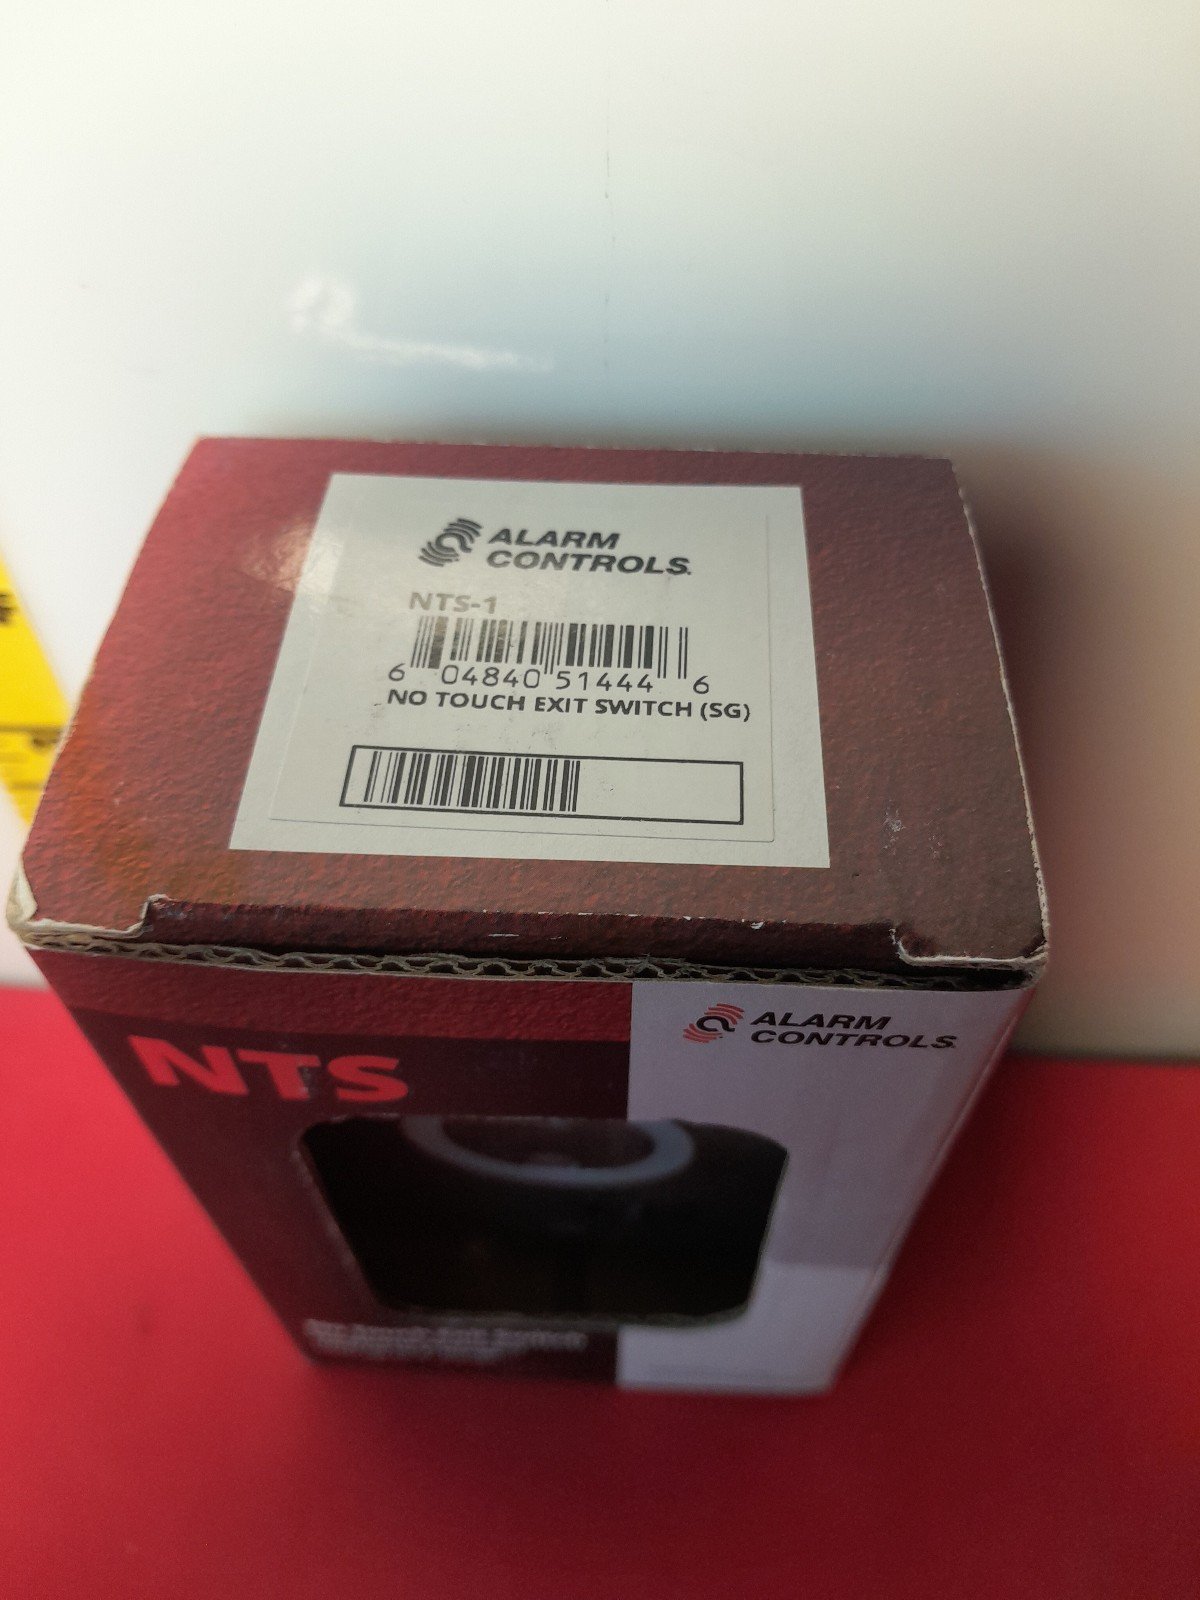 ALARM
CONTROLS.
NTS-1
6 04840 51444 6
NO TOUCH EXIT SWITCH (SG)
NTS
ALARM
CONTROLS.